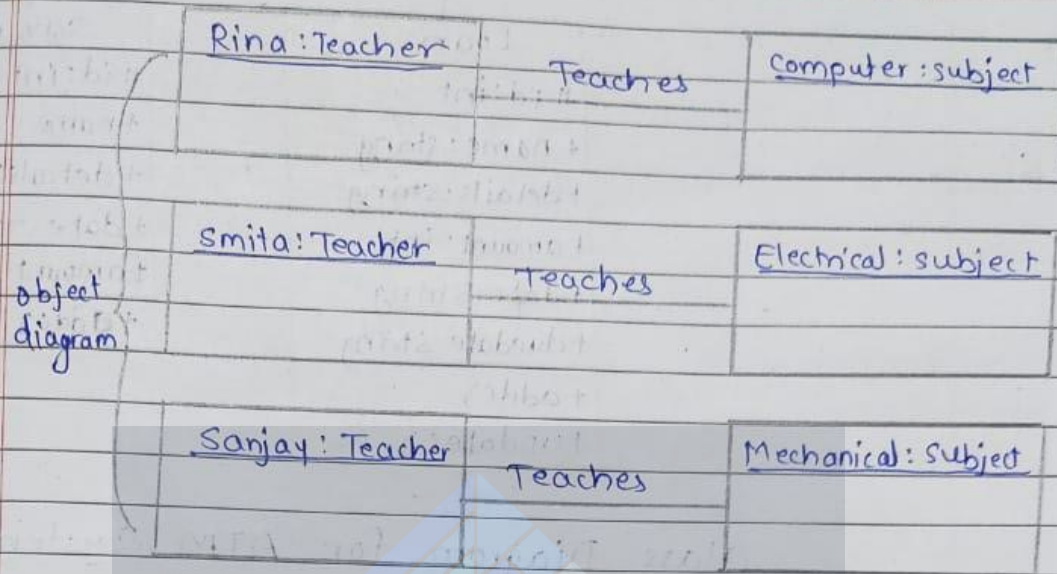 Rina : Teacher Teaches computer : subject
Smita : Teacher Teaches Electrical : subject
object
diagram
Sanjay : Teacher Teaches Mechanical : Subject